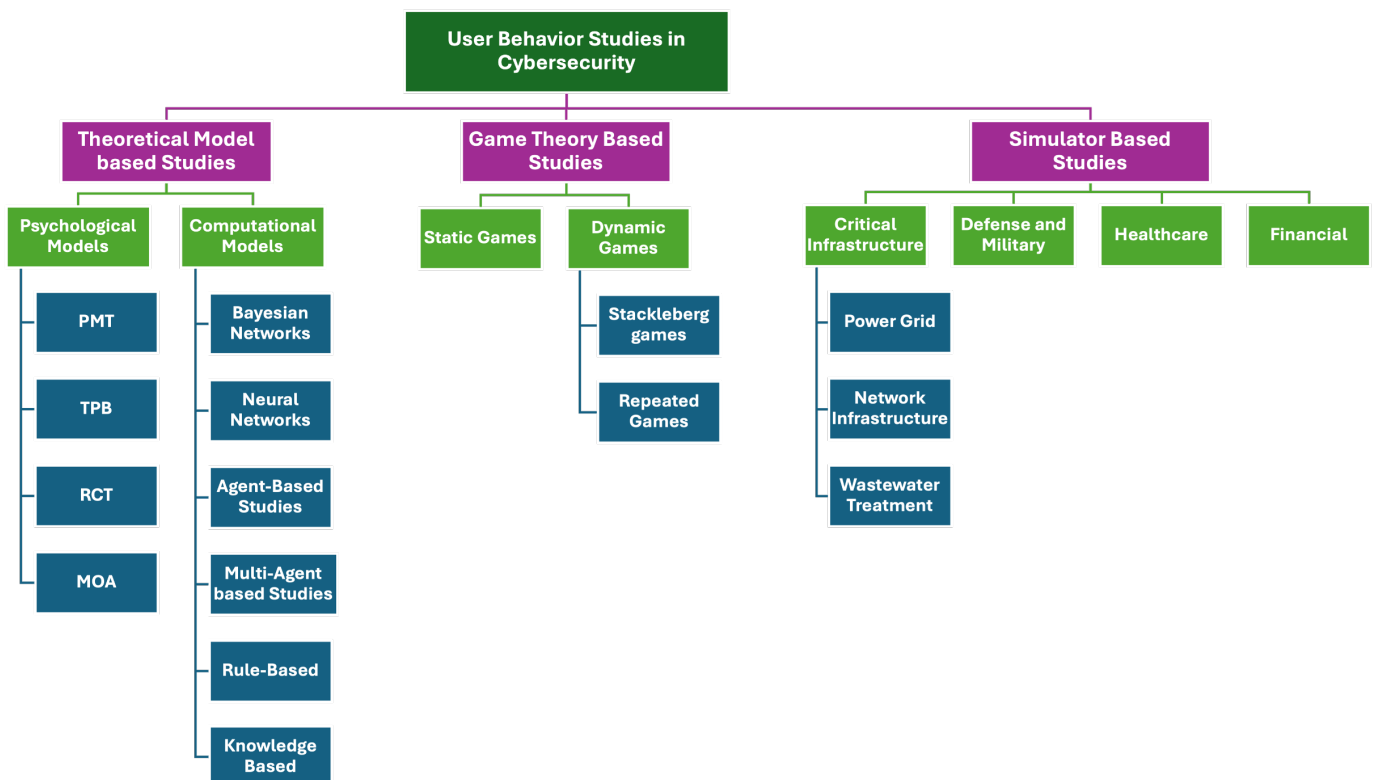 User Behavior Studies in
Cybersecurity
Theoretical Model
based Studies
Game Theory Based
Studies
Simulator Based
Studies
Psychological
Models
Computational
Models
Static Games
Dynamic
Games
Critical
Infrastructure
Defense and
Military
Healthcare
Financial
PMT
TPB
RCT
MOA
Bayesian
Networks
Neural
Networks
Agent-Based
Studies
Multi-Agent
based Studies
Rule-Based
Knowledge
Based
Stackleberg
games
Repeated
Games
Power Grid
Network
Infrastructure
Wastewater
Treatment